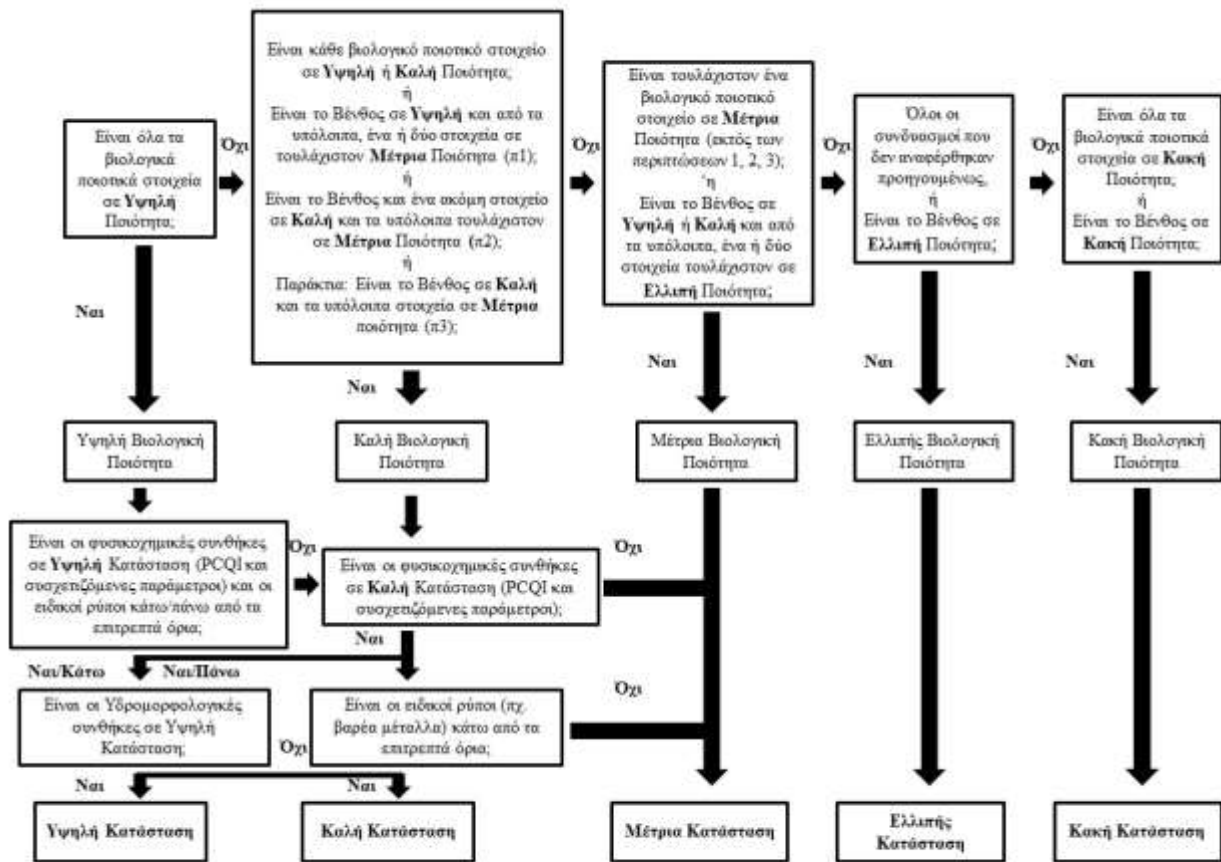 Είναι όλα τα
βιολογικά
ποιοτικά στοιχεία
σε Υψηλή
Ποιότητα;
Όχι
Είναι κάθε βιολογικό ποιοτικό στοιχείο
σε Υψηλή ή Καλή Ποιότητα;
ή
Είναι το Βένθος σε Υψηλή και από τα
υπόλοιπα, ένα ή δύο στοιχεία σε
τουλάχιστον Μέτρια Ποιότητα (π1);
ή
Είναι το Βένθος και ένα ακόμη στοιχείο
σε Καλή και τα υπόλοιπα τουλάχιστον
σε Μέτρια Ποιότητα (π2);
ή
Παράκτια: Είναι το Βένθος σε Καλή
και τα υπόλοιπα στοιχεία σε Μέτρια
ποιότητα (π3);
Όχι
Είναι τουλάχιστον ένα
βιολογικό ποιοτικό
στοιχείο σε Μέτρια
Ποιότητα (εκτός των
περιπτώσεων 1, 2, 3);
'η
Είναι το Βένθος σε
Υψηλή ή Καλή και από
τα υπόλοιπα, ένα ή δύο
στοιχεία τουλάχιστον σε
Ελλιπή Ποιότητα;
Όχι
Όλοι οι
συνδυασμοί που
δεν αναφέρθηκαν
προηγουμένως,
ή
Είναι το Βένθος σε
Ελλιπή Ποιότητα;
Όχι
Είναι όλα τα
βιολογικά ποιοτικά
στοιχεία σε Κακή
Ποιότητα;
ή
Είναι το Βένθος σε
Κακή Ποιότητα;
Ναι
Ναι
Ναι
Ναι
Ναι
Υψηλή Βιολογική
Ποιότητα
Καλή Βιολογική
Ποιότητα
Μέτρια Βιολογική
Ποιότητα
Ελλιπής Βιολογική
Ποιότητα
Κακή Βιολογική
Ποιότητα
Είναι οι φυσικοχημικές συνθήκες
σε Υψηλή Κατάσταση (PCQI και
συσχετιζόμενες παράμετροι) και οι
ειδικοί ρύποι κάτω/πάνω από τα
επιτρεπτά όρια;
Όχι
Είναι οι φυσικοχημικές συνθήκες
σε Καλή Κατάσταση (PCQI και
συσχετιζόμενες παράμετροι);
Όχι
Ναι
Ναι/Κάτω
Ναι/Πάνω
Είναι οι Υδρομορφολογικές
συνθήκες σε Υψηλή
Κατάσταση;
Όχι
Είναι οι ειδικοί ρύποι (πχ.
βαρέα μέταλλα) κάτω από τα
επιτρεπτά όρια;
Όχι
Ναι
Ναι
Υψηλή Κατάσταση
Καλή Κατάσταση
Μέτρια Κατάσταση
Ελλιπής
Κατάσταση
Κακή Κατάσταση